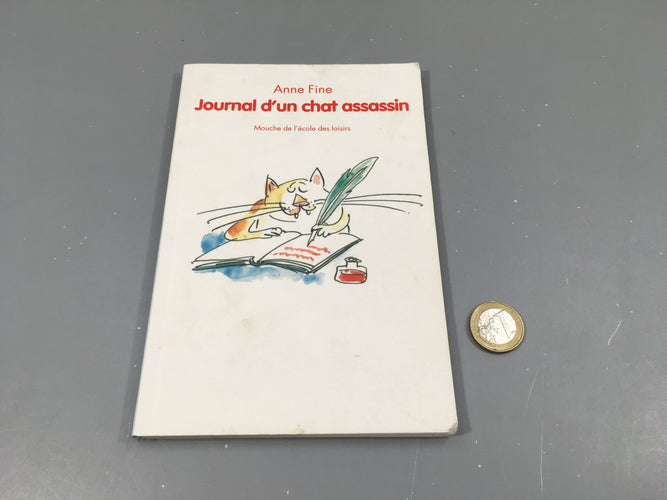 Anne Fine
Journal d'un chat assassin
Mouche de l'école des loisirs